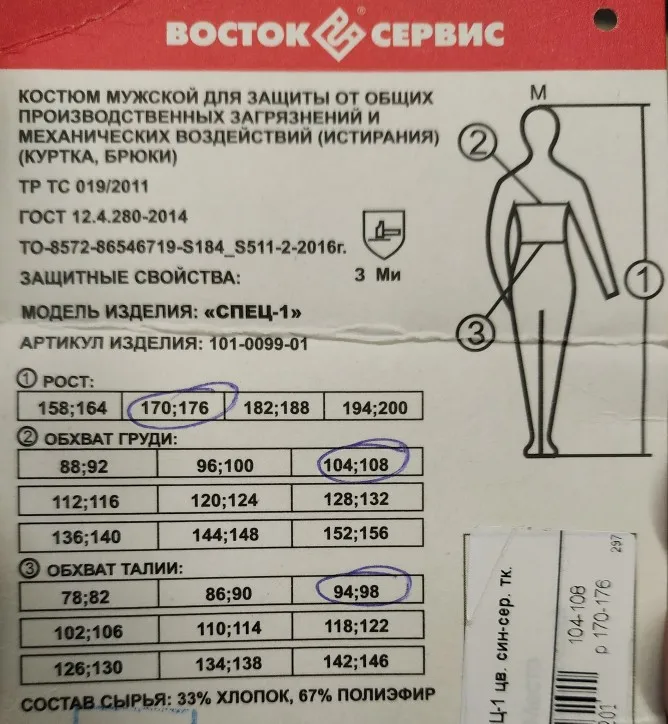 ВОСТОК СЕРВИС
КОСТЮМ МУЖСКОЙ ДЛЯ ЗАЩИТЫ ОТ ОБЩИХ
ПРОИЗВОДСТВЕННЫХ ЗАГРЯЗНЕНИЙ И
МЕХАНИЧЕСКИХ ВОЗДЕЙСТВИЙ (ИСТИРАНИЯ)
(КУРТКА, БРЮКИ)
ТР ТС 019/2011
ГОСТ 12.4.280-2014
ТО-8572-86546719-S184_S511-2-2016г.
ЗАЩИТНЫЕ СВОЙСТВА:
З Ми
МОДЕЛЬ ИЗДЕЛИЯ: «СПЕЦ-1»
АРТИКУЛ ИЗДЕЛИЯ: 101-0099-01
М
2
1
3
1 РОСТ:
158;164 170;176 182;188 194;200
2 ОБХВАТ ГРУДИ:
88;92 96;100 104;108
112;116 120;124 128;132
136;140 144;148 152;156
3 ОБХВАТ ТАЛИИ:
78;82 86;90 94;98
102;106 110;114 118;122
126;130 134;138 142;146
СОСТАВ СЫРЬЯ: 33% ХЛОПОК, 67% ПОЛИЭФИР
Ц-1 цв. син-сер. тк.
104-108
р 170-176
297